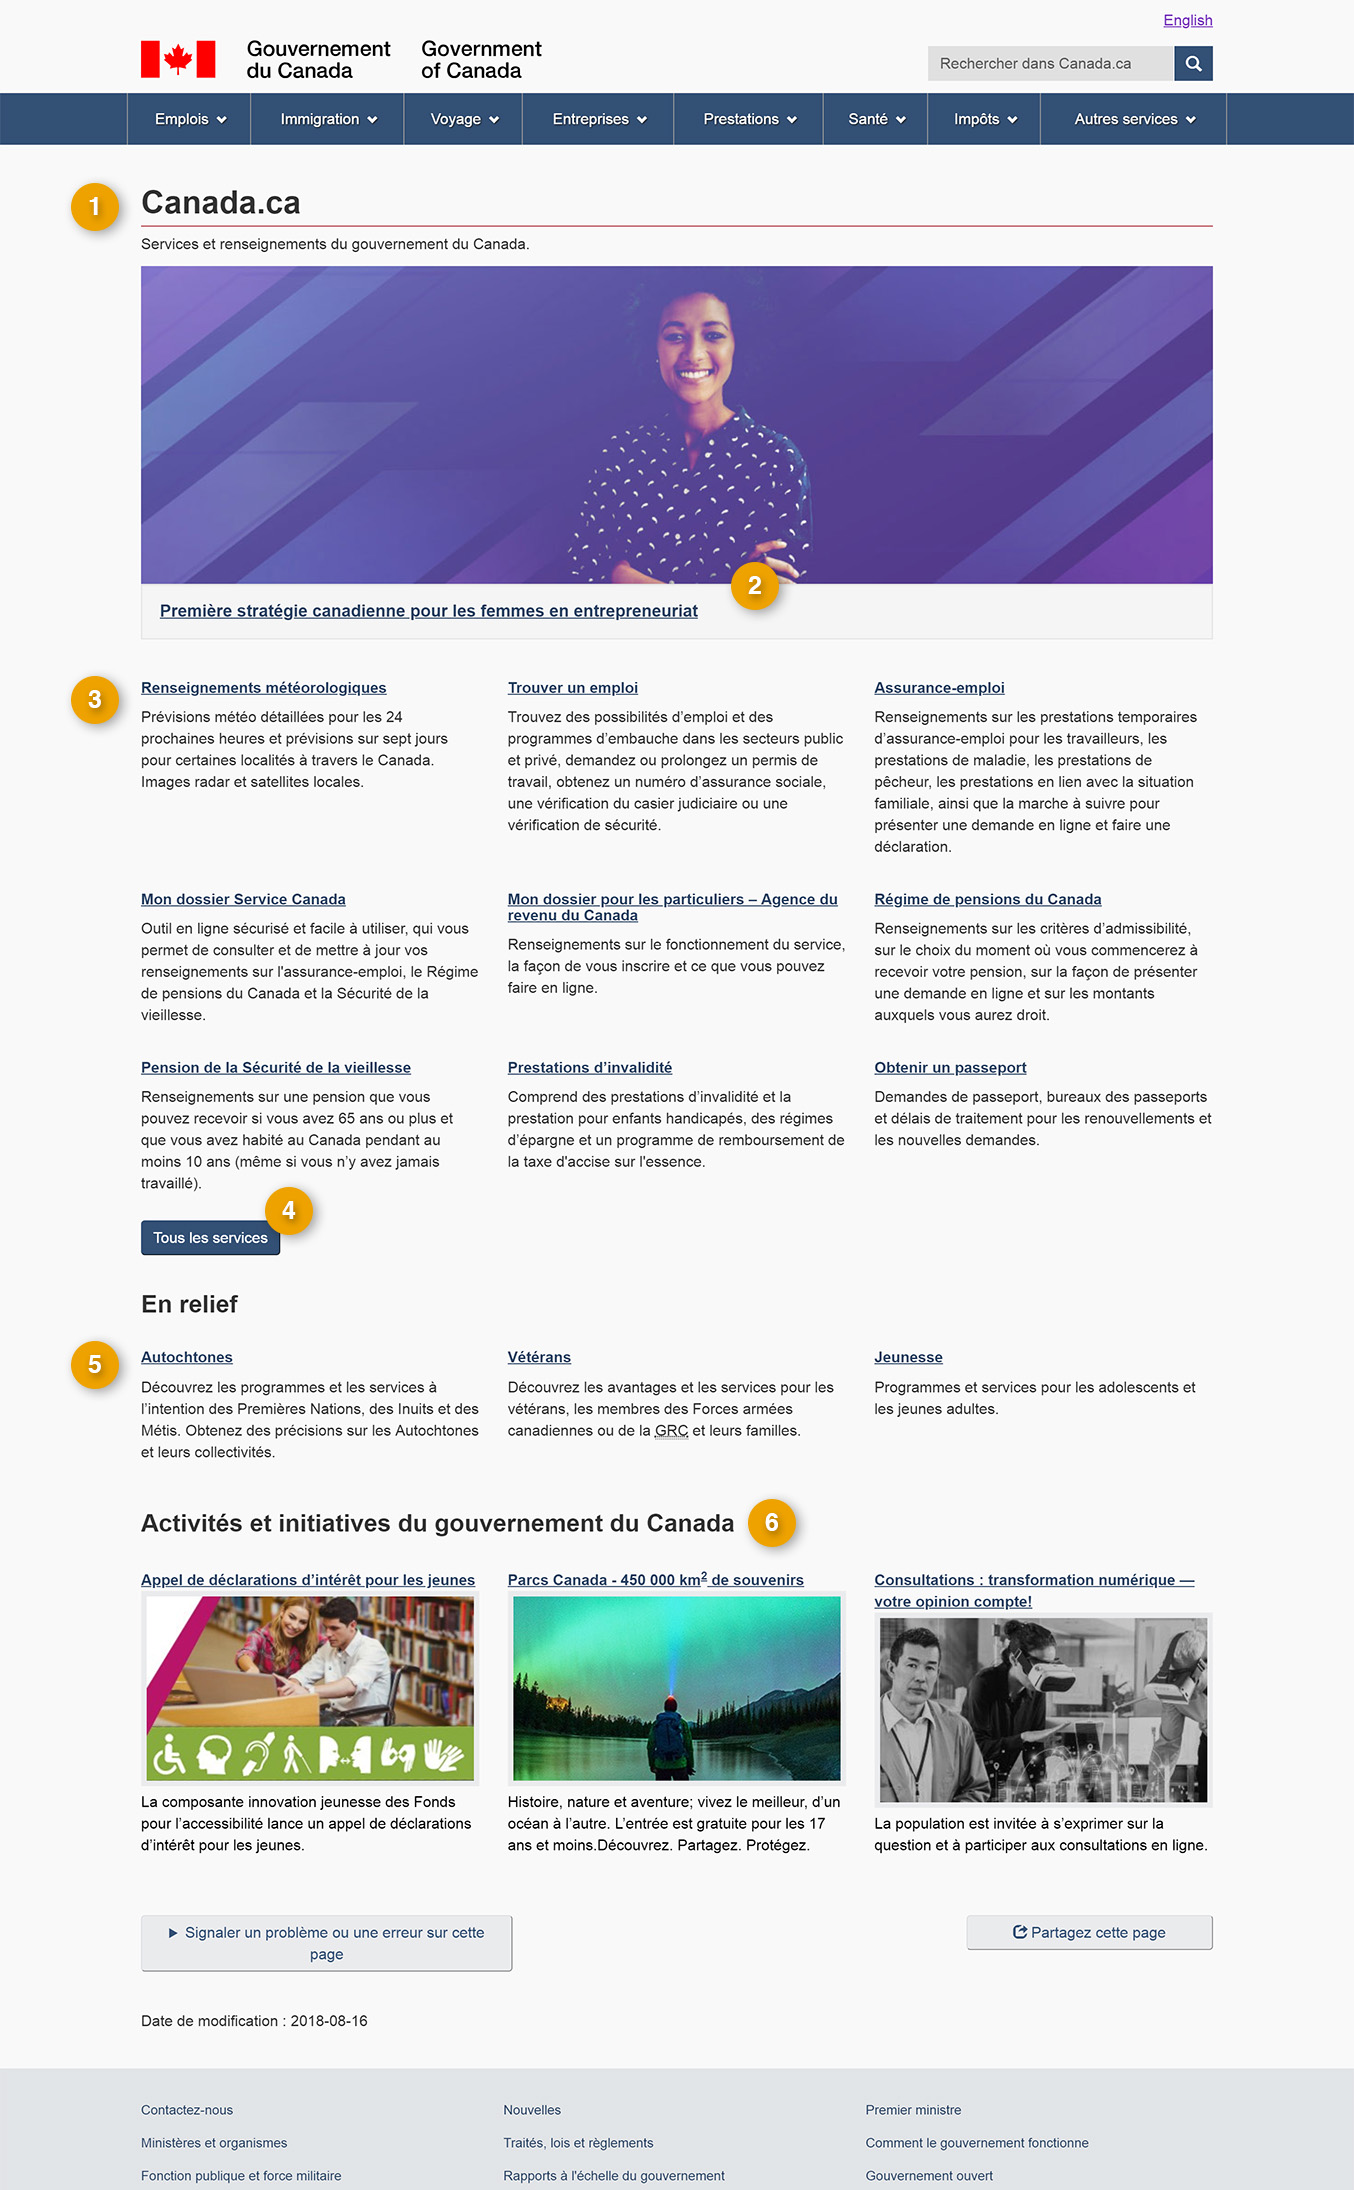 English
Gouvernement
du Canada
Government
of Canada
Rechercher dans Canada.ca
Emplois
Immigration
Voyage
Entreprises
Prestations
Santé
Impôts
Autres services
1
Canada.ca
Services et renseignements du gouvernement du Canada.
2
Première stratégie canadienne pour les femmes en entrepreneuriat
3
Renseignements météorologiques
Prévisions météo détaillées pour les 24
prochaines heures et prévisions sur sept jours
pour certaines localités à travers le Canada.
Images radar et satellites locales.
Trouver un emploi
Trouvez des possibilités d’emploi et des
programmes d’embauche dans les secteurs public
et privé, demandez ou prolongez un permis de
travail, obtenez un numéro d’assurance sociale,
une vérification du casier judiciaire ou une
vérification de sécurité.
Assurance-emploi
Renseignements sur les prestations temporaires
d’assurance-emploi pour les travailleurs, les
prestations de maladie, les prestations de
pêcheur, les prestations en lien avec la situation
familiale, ainsi que la marche à suivre pour
présenter une demande en ligne et faire une
déclaration.
Mon dossier Service Canada
Outil en ligne sécurisé et facile à utiliser, qui vous
permet de consulter et de mettre à jour vos
renseignements sur l'assurance-emploi, le Régime
de pensions du Canada et la Sécurité de la
vieillesse.
Mon dossier pour les particuliers – Agence du
revenu du Canada
Renseignements sur le fonctionnement du service,
la façon de vous inscrire et ce que vous pouvez
faire en ligne.
Régime de pensions du Canada
Renseignements sur les critères d’admissibilité,
sur le choix du moment où vous commencerez à
recevoir votre pension, sur la façon de présenter
une demande en ligne et sur les montants
auxquels vous aurez droit.
Pension de la Sécurité de la vieillesse
Renseignements sur une pension que vous
pouvez recevoir si vous avez 65 ans ou plus et
que vous avez habité au Canada pendant au
moins 10 ans (même si vous n’y avez jamais
travaillé).
Prestations d’invalidité
Comprend des prestations d’invalidité et la
prestation pour enfants handicapés, des régimes
d’épargne et un programme de remboursement de
la taxe d'accise sur l'essence.
Obtenir un passeport
Demandes de passeport, bureaux des passeports
et délais de traitement pour les renouvellements et
les nouvelles demandes.
4
Tous les services
En relief
5
Autochtones
Découvrez les programmes et les services à
l’intention des Premières Nations, des Inuits et des
Métis. Obtenez des précisions sur les Autochtones
et leurs collectivités.
Vétérans
Découvrez les avantages et les services pour les
vétérans, les membres des Forces armées
canadiennes ou de la GRC et leurs familles.
Jeunesse
Programmes et services pour les adolescents et
les jeunes adultes.
Activités et initiatives du gouvernement du Canada
6
Appel de déclarations d’intérêt pour les jeunes
La composante innovation jeunesse des Fonds
pour l’accessibilité lance un appel de déclarations
d’intérêt pour les jeunes.
Parcs Canada - 450 000 km² de souvenirs
Histoire, nature et aventure; vivez le meilleur, d’un
océan à l’autre. L’entrée est gratuite pour les 17
ans et moins.Découvrez. Partagez. Protégez.
Consultations : transformation numérique —
votre opinion compte!
La population est invitée à s’exprimer sur la
question et à participer aux consultations en ligne.
Signaler un problème ou une erreur sur cette
page
Partagez cette page
Date de modification : 2018-08-16
Contactez-nous
Nouvelles
Premier ministre
Ministères et organismes
Traités, lois et règlements
Comment le gouvernement fonctionne
Fonction publique et force militaire
Rapports à l'échelle du gouvernement
Gouvernement ouvert